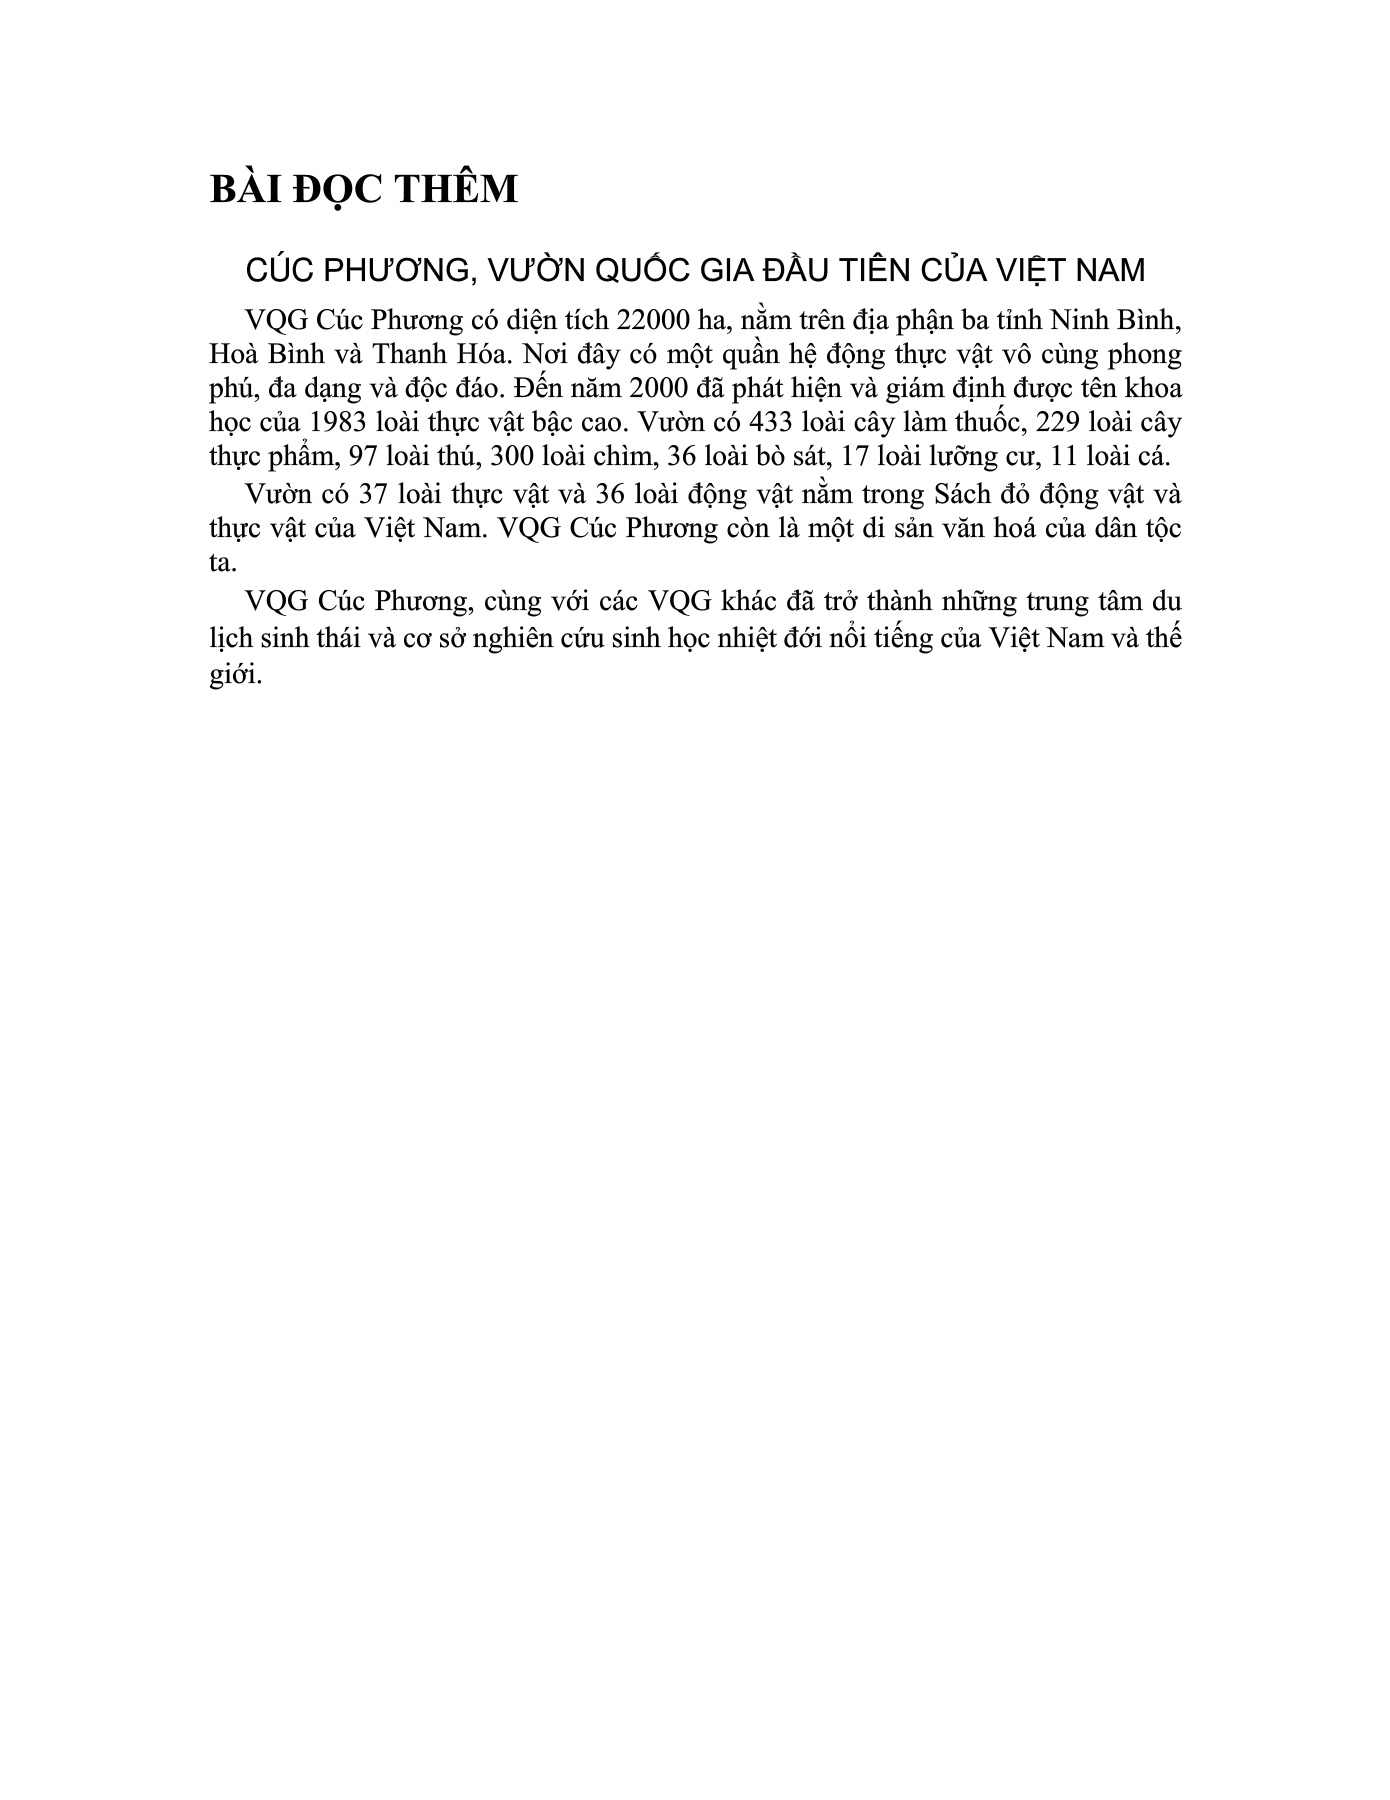 BÀI ĐỌC THÊM
CÚC PHƯƠNG, VƯỜN QUỐC GIA ĐẦU TIÊN CỦA VIỆT NAM
VQG Cúc Phương có diện tích 22000 ha, nằm trên địa phận ba tỉnh Ninh Bình,
Hoà Bình và Thanh Hóa. Nơi đây có một quần hệ động thực vật vô cùng phong
phú, đa dạng và độc đáo. Đến năm 2000 đã phát hiện và giám định được tên khoa
học của 1983 loài thực vật bậc cao. Vườn có 433 loài cây làm thuốc, 229 loài cây
thực phẩm, 97 loài thú, 300 loài chìm, 36 loài bò sát, 17 loài lưỡng cư, 11 loài cá.
Vườn có 37 loài thực vật và 36 loài động vật nằm trong Sách đỏ động vật và
thực vật của Việt Nam. VQG Cúc Phương còn là một di sản văn hoá của dân tộc
ta.
VQG Cúc Phương, cùng với các VQG khác đã trở thành những trung tâm du
lịch sinh thái và cơ sở nghiên cứu sinh học nhiệt đới nổi tiếng của Việt Nam và thế
giới.